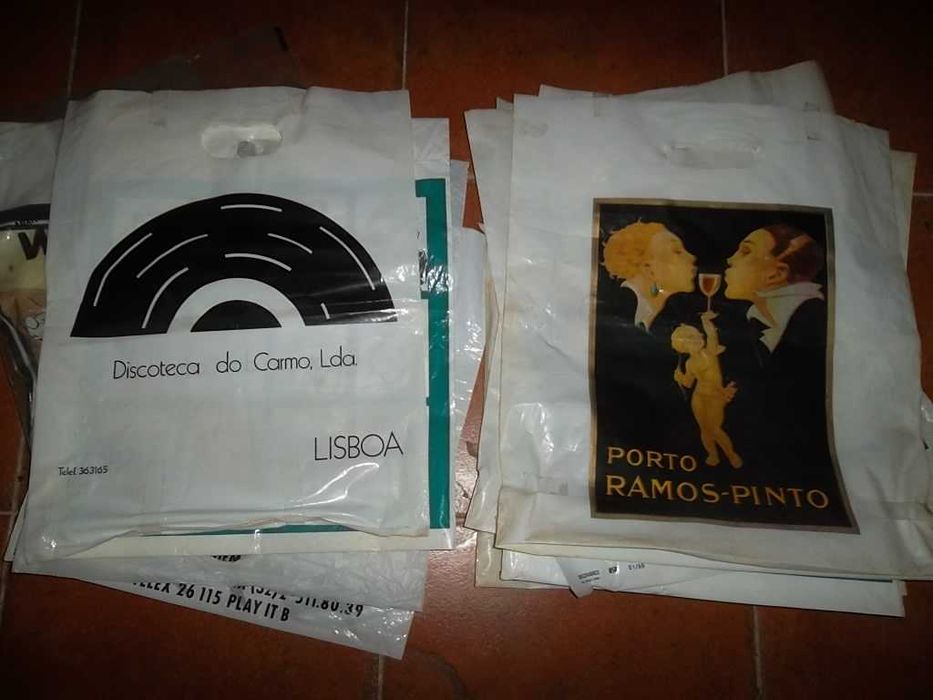 Discoteca do Carmo, Lda.
LISBOA
Telef. 363165
TELEX 26 115 PLAY IT B
PORTO
RAMOS-PINTO